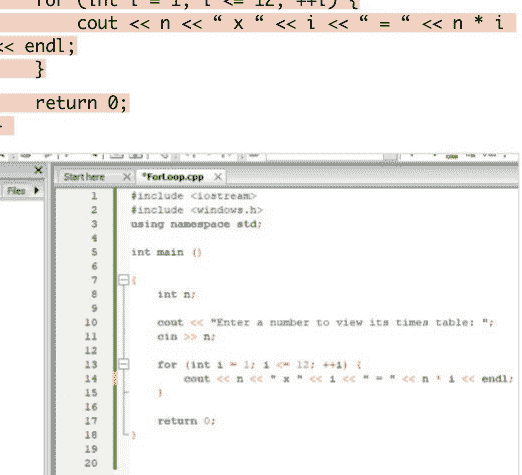 for (int i = 1; i <= 12; ++i) {
cout << n << “ x “ << i << “ = “ << n * i
<< endl;
}
return 0;
}
Start here
*ForLoop.cpp
Files
1 #include <iostream>
2 #include <windows.h>
3 using namespace std;
4
5 int main ()
6
7 {
8 int n;
9
10 cout << "Enter a number to view its times table: ";
11 cin >> n;
12
13 for (int i = 1; i <= 12; ++i) {
14 cout << n << " x " << i << " = " << n * i << endl;
15 }
16
17 return 0;
18 }
19
20